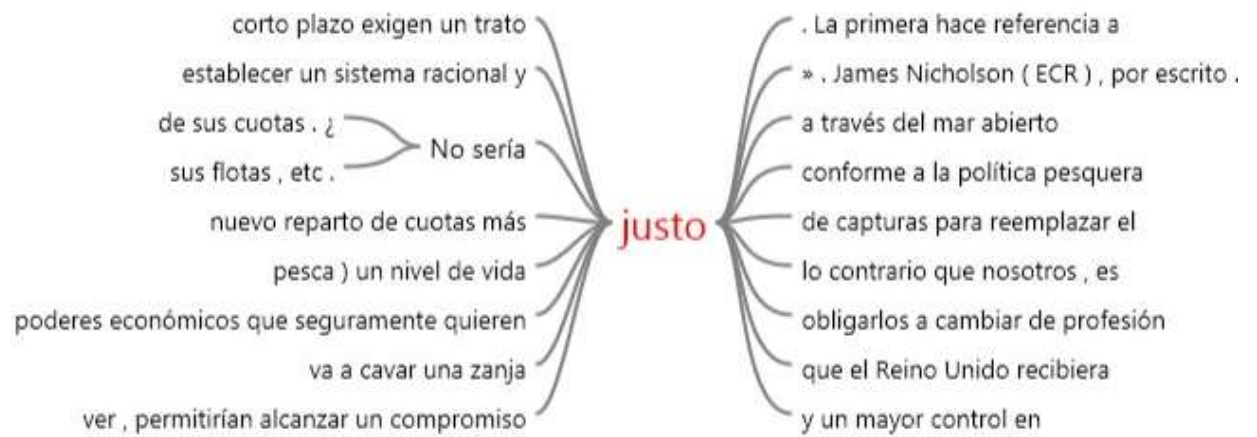 corto plazo exigen un trato
establecer un sistema racional y
de sus cuotas . ¿
sus flotas , etc .
No sería
nuevo reparto de cuotas más
pesca ) un nivel de vida
poderes económicos que seguramente quieren
va a cavar una zanja
ver , permitirían alcanzar un compromiso
justo
. La primera hace referencia a
» . James Nicholson ( ECR ) , por escrito .
a través del mar abierto
conforme a la política pesquera
de capturas para reemplazar el
lo contrario que nosotros , es
obligarlos a cambiar de profesión
que el Reino Unido recibiera
y un mayor control en